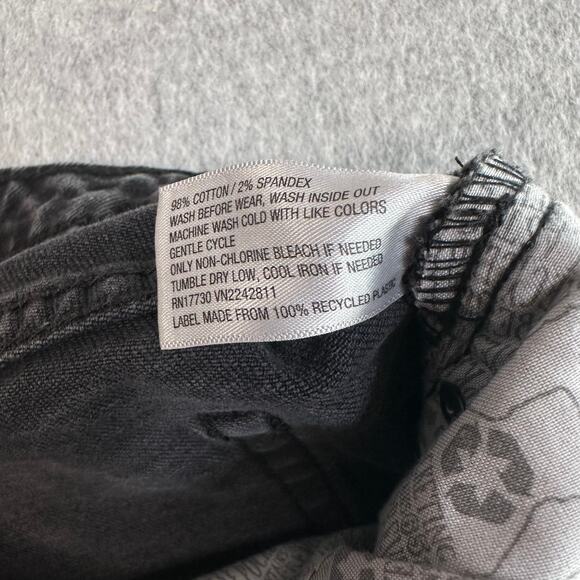 98% COTTON / 2% SPANDEX
WASH BEFORE WEAR, WASH INSIDE OUT
MACHINE WASH COLD WITH LIKE COLORS
GENTLE CYCLE
ONLY NON-CHLORINE BLEACH IF NEEDED
TUMBLE DRY LOW, COOL IRON IF NEEDED
RN17730 VN2242811
LABEL MADE FROM 100% RECYCLED PLASTIC